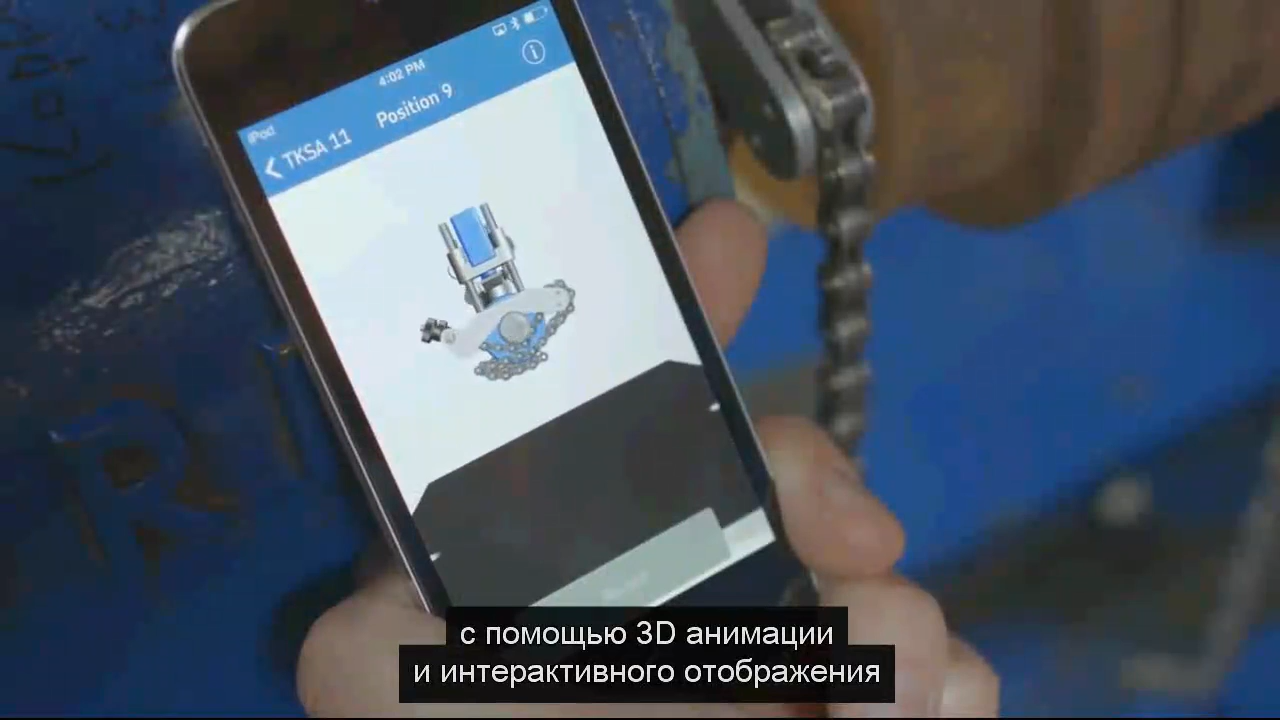 iPod
4:02 PM
TKSA 11
Position 9
с помощью 3D анимации
и интерактивного отображения